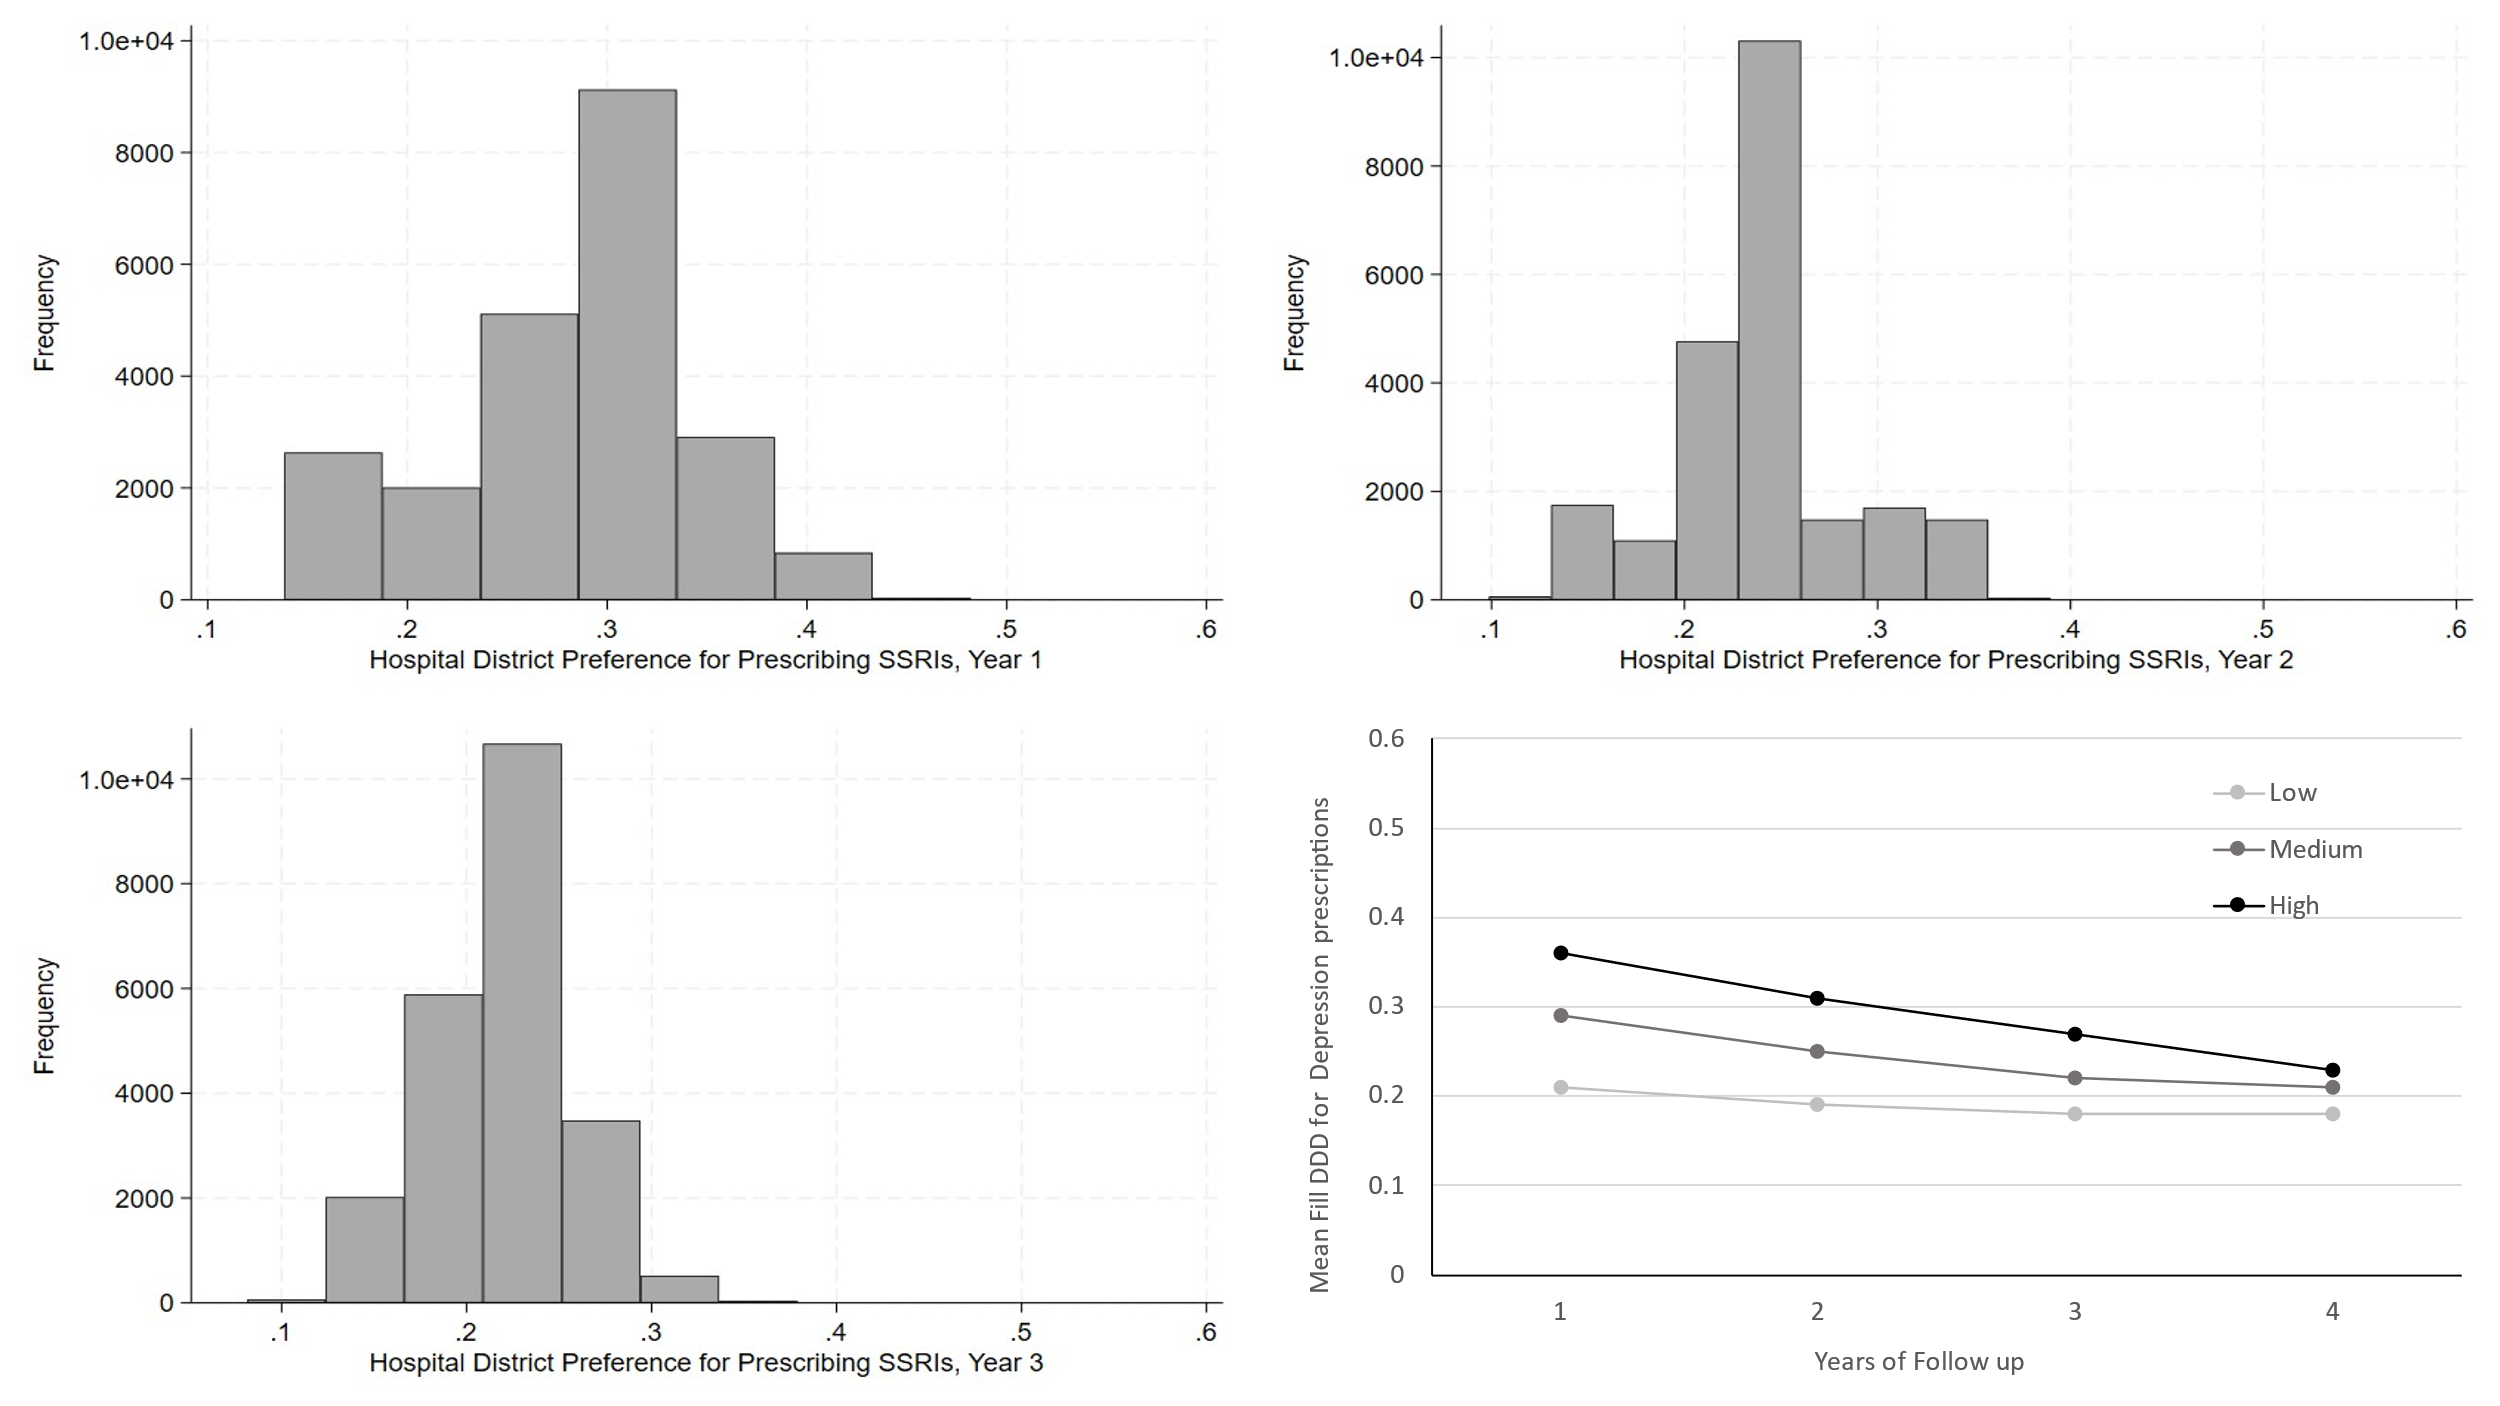 1.0e+04
8000
6000
4000
2000
0
Frequency
.1 .2 .3 .4 .5 .6
Hospital District Preference for Prescribing SSRIs, Year 1
1.0e+04
8000
6000
4000
2000
0
Frequency
.1 .2 .3 .4 .5 .6
Hospital District Preference for Prescribing SSRIs, Year 2
1.0e+04
8000
6000
4000
2000
0
Frequency
.1 .2 .3 .4 .5 .6
Hospital District Preference for Prescribing SSRIs, Year 3
0.6
0.5
0.4
0.3
0.2
0.1
0
Mean Fill DDD for Depression prescriptions
Low
Medium
High
1 2 3 4
Years of Follow up